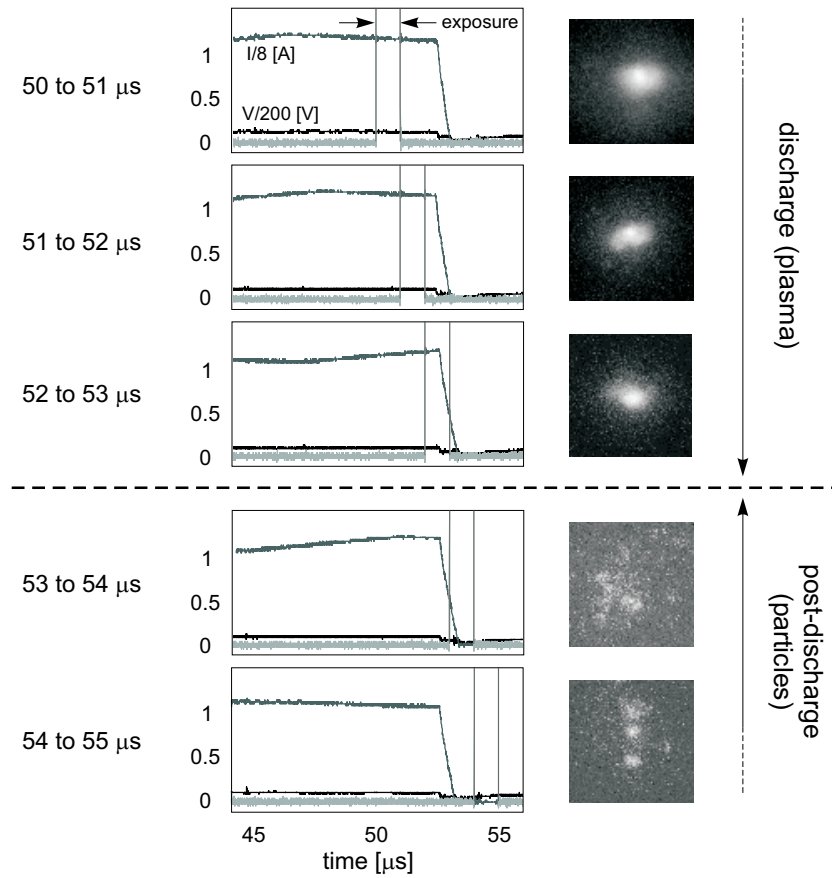 exposure
1
I/8 [A]
50 to 51 μs
0.5
V/200 [V]
0
1
51 to 52 μs
0.5
0
1
52 to 53 μs
0.5
0
discharge (plasma)
1
53 to 54 μs
0.5
0
1
54 to 55 μs
0.5
0
post-discharge
(particles)
45 50 55
time [μs]